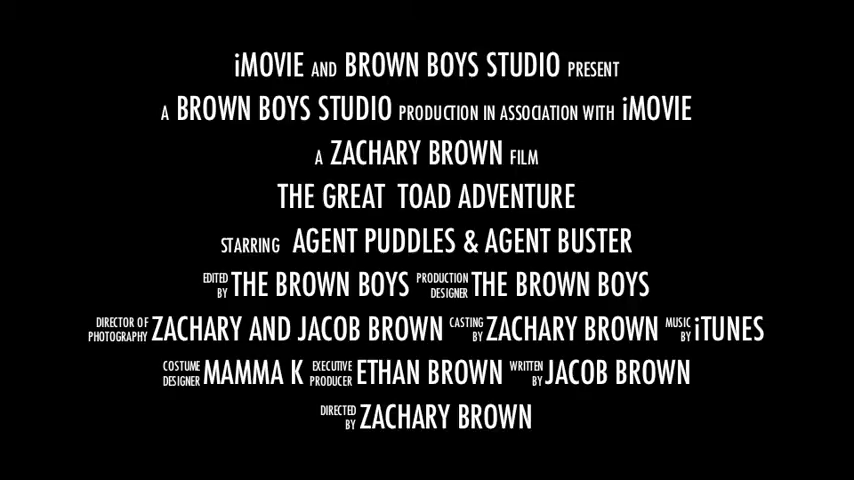 iMOVIE AND BROWN BOYS STUDIO PRESENT
A BROWN BOYS STUDIO PRODUCTION IN ASSOCIATION WITH iMOVIE
A ZACHARY BROWN FILM
THE GREAT TOAD ADVENTURE
STARRING AGENT PUDDLES & AGENT BUSTER
EDITED BY THE BROWN BOYS PRODUCTION DESIGNER THE BROWN BOYS
DIRECTOR OF PHOTOGRAPHY ZACHARY AND JACOB BROWN CASTING BY ZACHARY BROWN MUSIC BY iTUNES
COSTUME DESIGNER MAMMA K EXECUTIVE PRODUCER ETHAN BROWN WRITTEN BY JACOB BROWN
DIRECTED BY ZACHARY BROWN